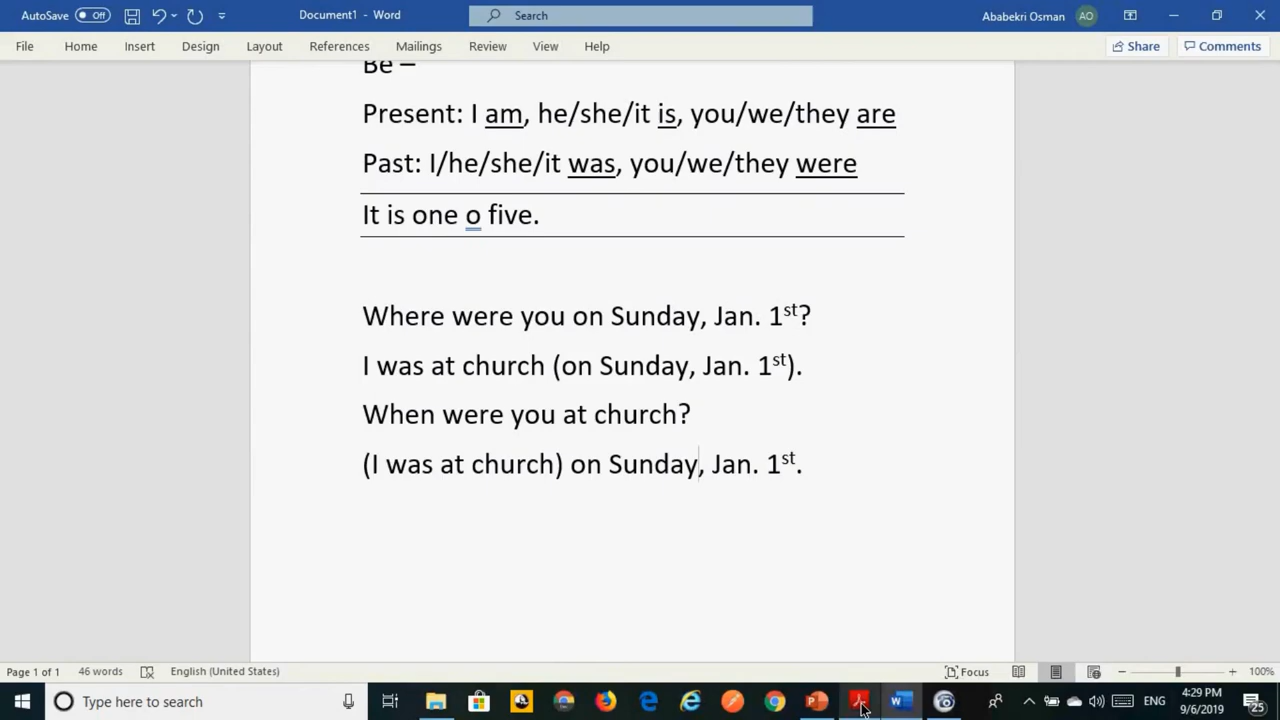 AutoSave Off Document1 - Word Search Ababekri Osman AO
File Home Insert Design Layout References Mailings Review View Help Share Comments
Be –
Present: I am, he/she/it is, you/we/they are
Past: I/he/she/it was, you/we/they were
It is one o five.
Where were you on Sunday, Jan. 1st?
I was at church (on Sunday, Jan. 1st).
When were you at church?
(I was at church) on Sunday, Jan. 1st.
Page 1 of 1 46 words English (United States) Focus 100%
Type here to search ENG 4:29 PM
9/6/2019 25